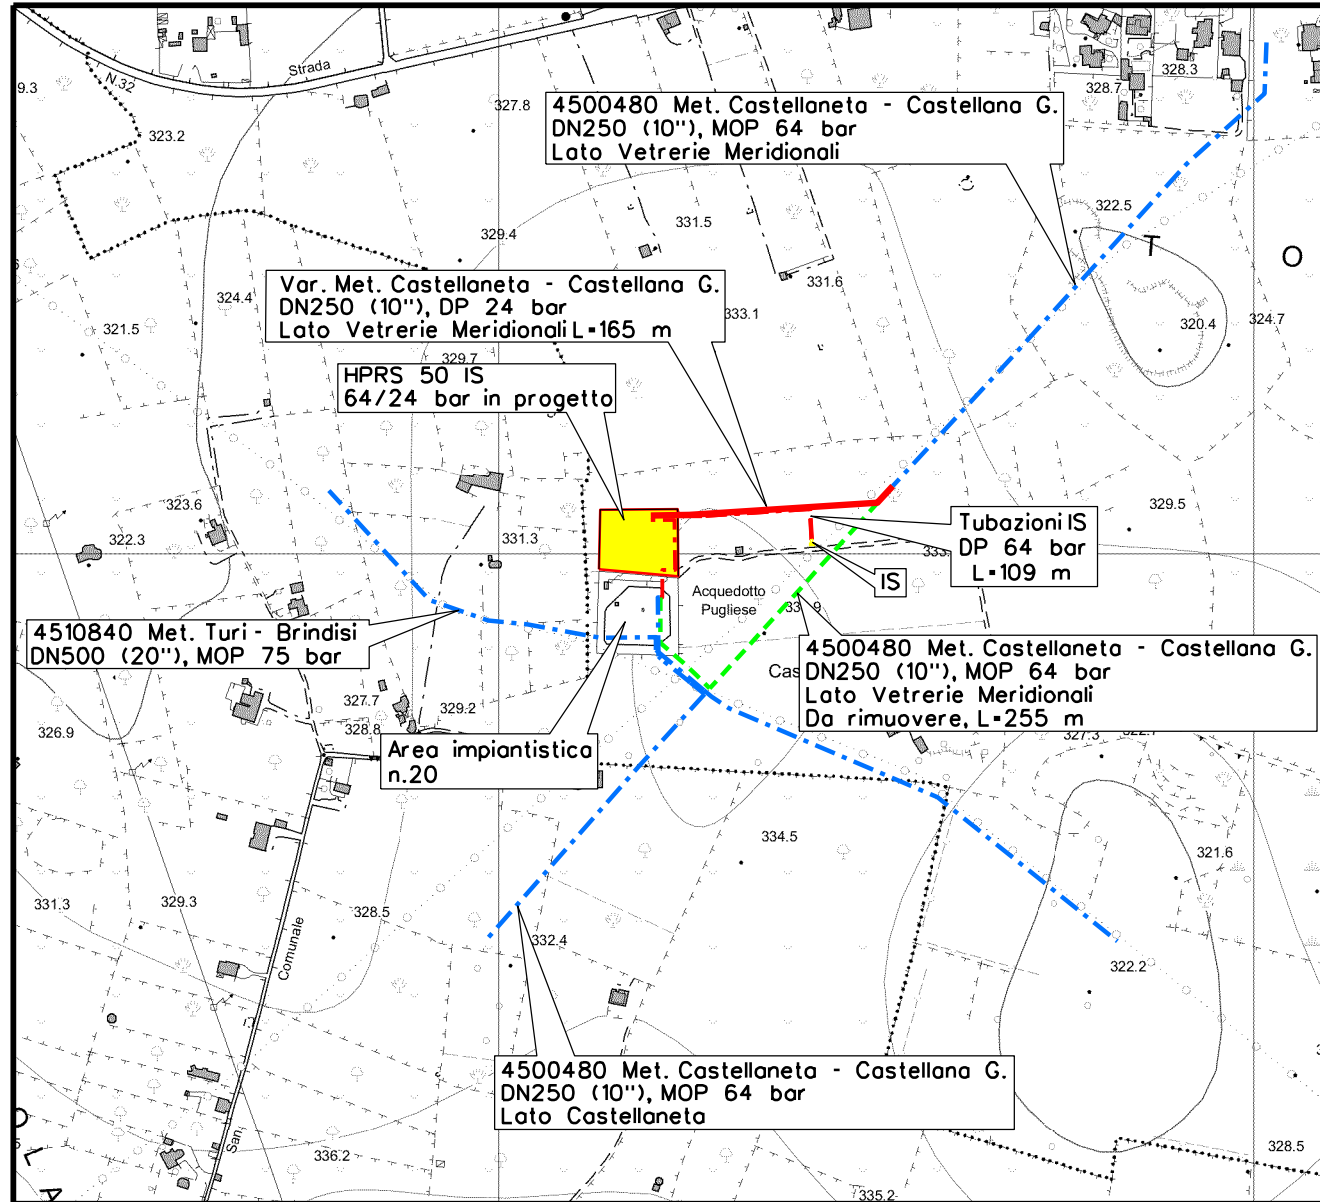 Strada
N.32
9.3
323.2
327.8
328.3
328.7
4500480 Met. Castellaneta - Castellana G.
DN250 (10"), MOP 64 bar
Lato Vetrerie Meridionali
322.5
T
O
329.4
331.5
331.6
324.4
321.5
333.1
320.4
324.7
Var. Met. Castellaneta - Castellana G.
DN250 (10"), DP 24 bar
Lato Vetrerie Meridionali L=165 m
329.7
HPRS 50 IS
64/24 bar in progetto
323.6
322.3
331.3
329.5
Tubazioni IS
DP 64 bar
L=109 m
IS
Acquedotto
Pugliese
4510840 Met. Turi - Brindisi
DN500 (20"), MOP 75 bar
4500480 Met. Castellaneta - Castellana G.
DN250 (10"), MOP 64 bar
Lato Vetrerie Meridionali
Da rimuovere, L=255 m
Cas
327.7
329.2
328.8
326.9
327.3
Area impiantistica
n.20
334.5
321.6
331.3
329.3
328.5
332.4
322.2
Comunale
4500480 Met. Castellaneta - Castellana G.
DN250 (10"), MOP 64 bar
Lato Castellaneta
San
336.2
328.5
335.2
L
A